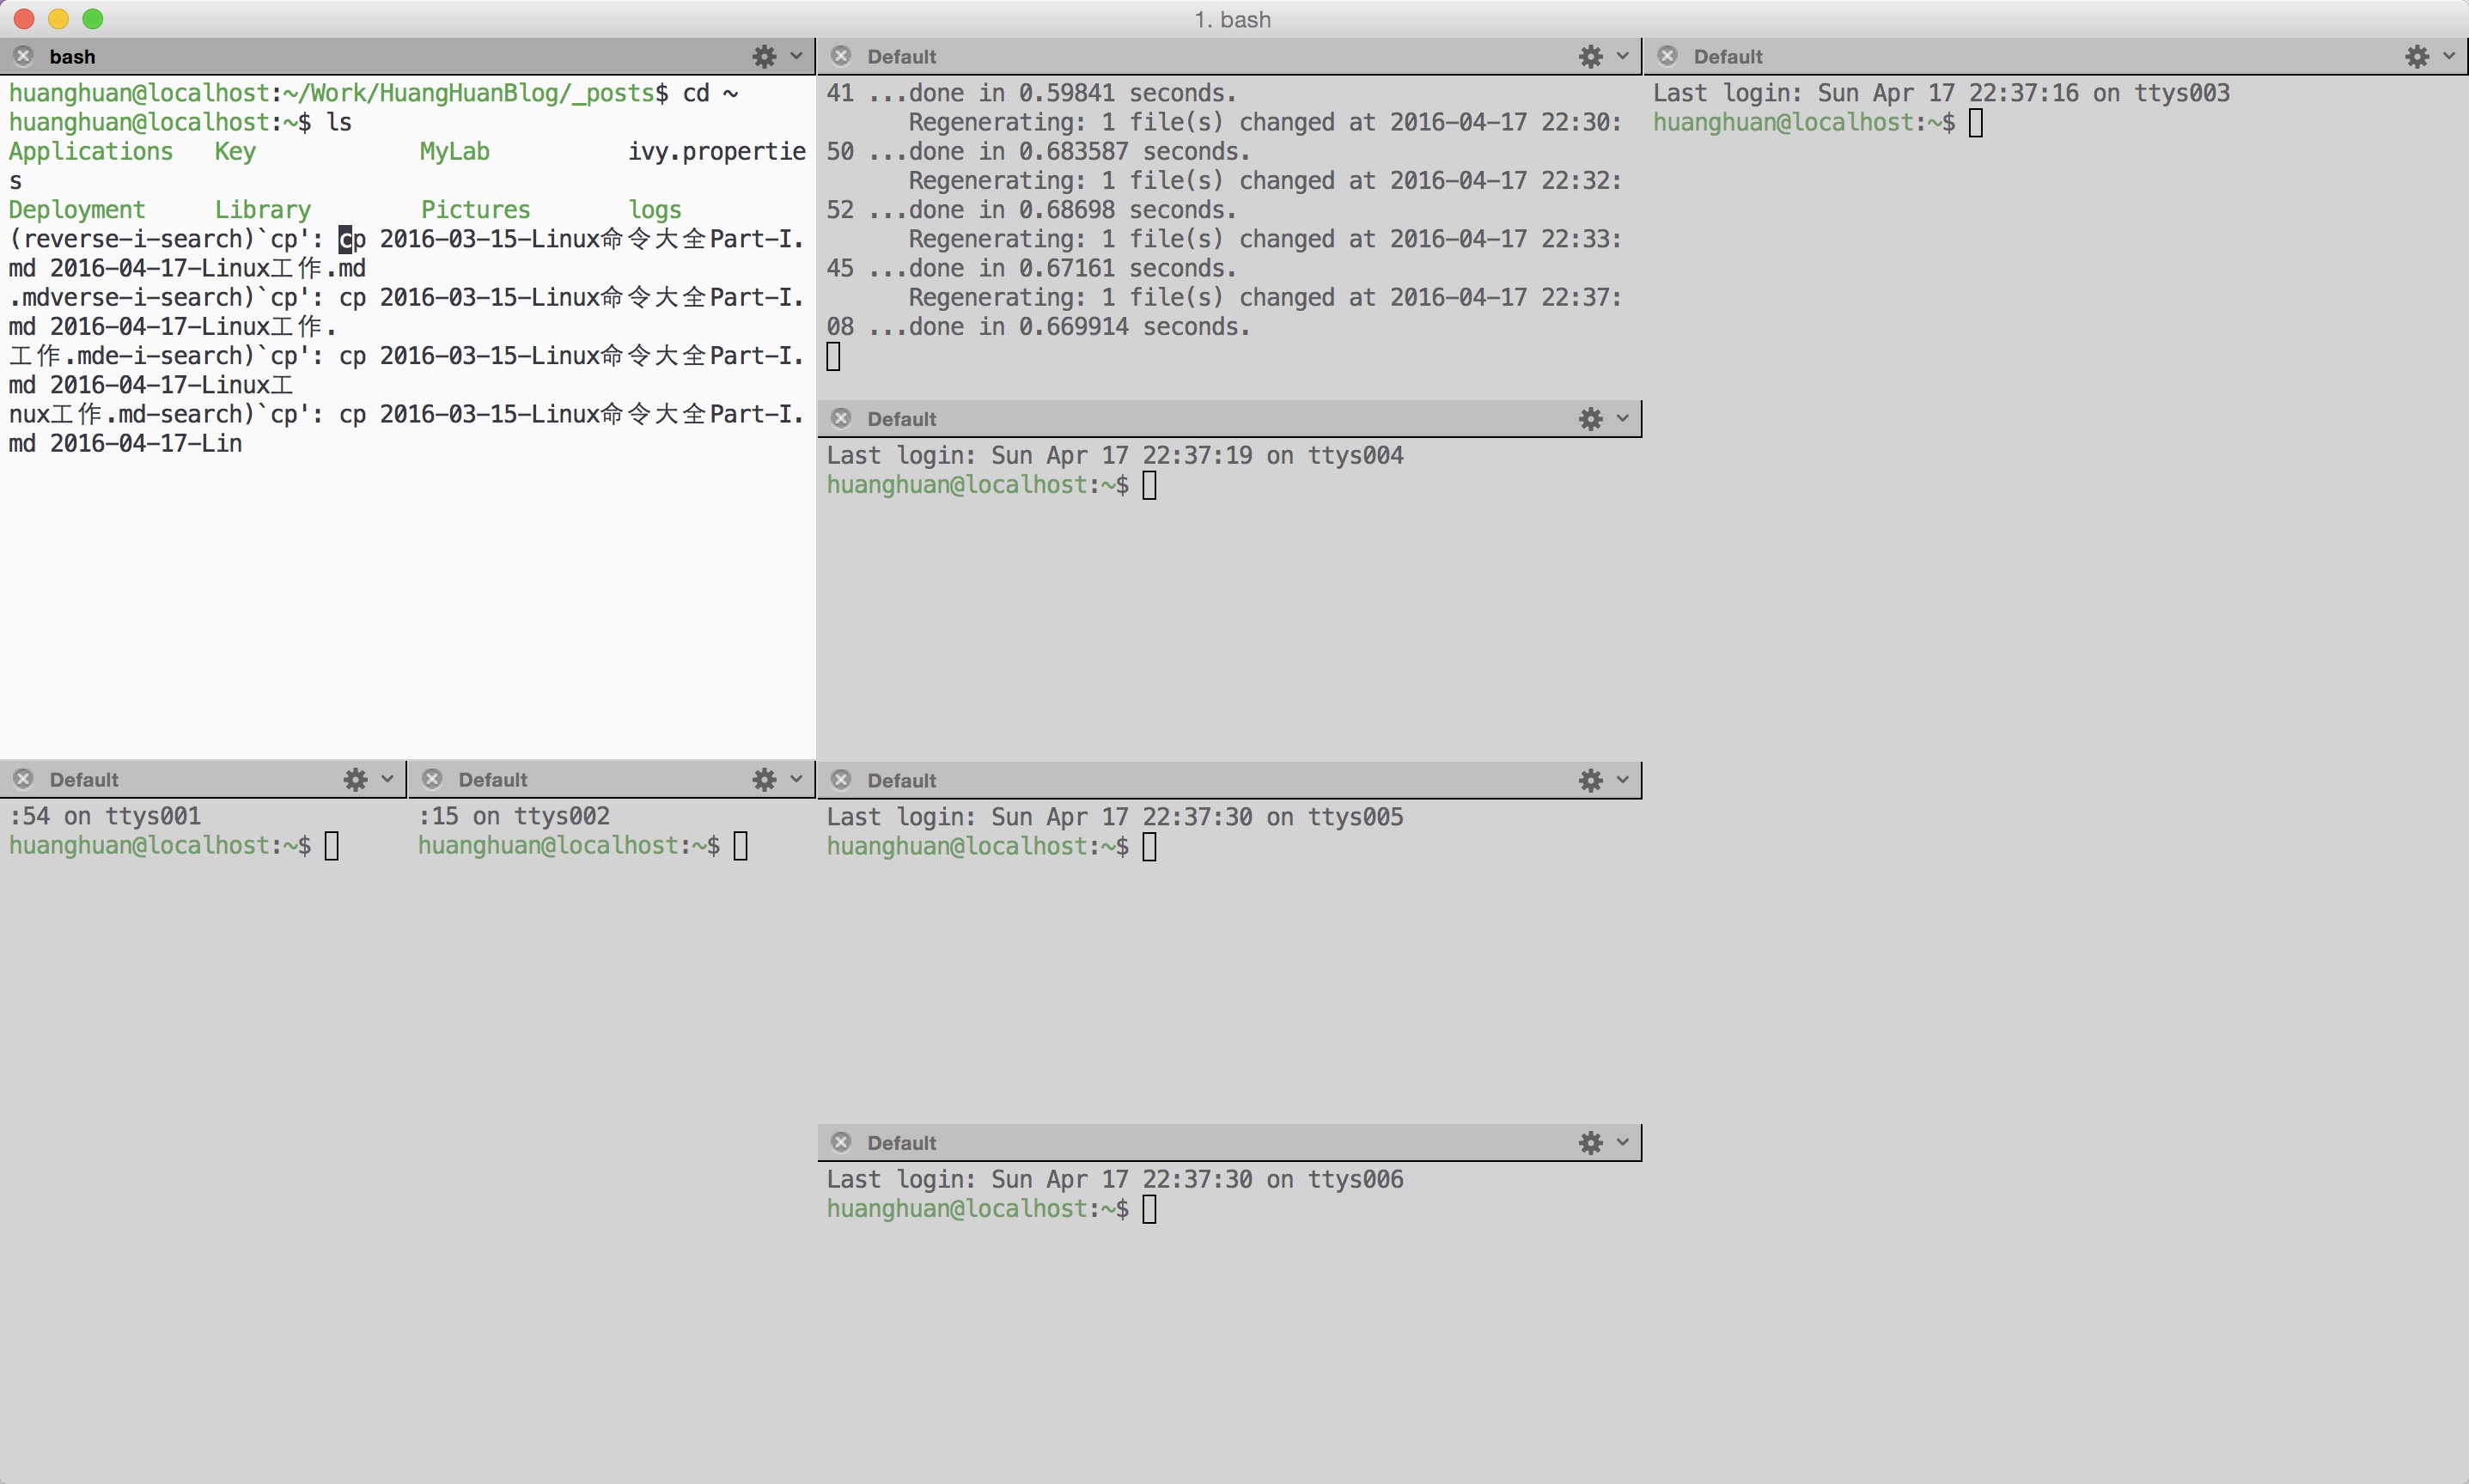 1. bash
bash
huanghuan@localhost:~/Work/HuangHuanBlog/_posts$ cd ~
huanghuan@localhost:~$ ls
Applications   Key            MyLab          ivy.propertie
s
Deployment     Library        Pictures       logs
(reverse-i-search)`cp': cp 2016-03-15-Linux命令大全Part-I.
md 2016-04-17-Linux工作.md
.mdverse-i-search)`cp': cp 2016-03-15-Linux命令大全Part-I.
md 2016-04-17-Linux工作.
工作.mde-i-search)`cp': cp 2016-03-15-Linux命令大全Part-I.
md 2016-04-17-Linux工
nux工作.md-search)`cp': cp 2016-03-15-Linux命令大全Part-I.
md 2016-04-17-Lin
Default
:54 on ttys001
huanghuan@localhost:~$
Default
:15 on ttys002
huanghuan@localhost:~$
Default
41 ...done in 0.59841 seconds.
Regenerating: 1 file(s) changed at 2016-04-17 22:30:
50 ...done in 0.683587 seconds.
Regenerating: 1 file(s) changed at 2016-04-17 22:32:
52 ...done in 0.68698 seconds.
Regenerating: 1 file(s) changed at 2016-04-17 22:33:
45 ...done in 0.67161 seconds.
Regenerating: 1 file(s) changed at 2016-04-17 22:37:
08 ...done in 0.669914 seconds.
Default
Last login: Sun Apr 17 22:37:19 on ttys004
huanghuan@localhost:~$
Default
Last login: Sun Apr 17 22:37:30 on ttys005
huanghuan@localhost:~$
Default
Last login: Sun Apr 17 22:37:30 on ttys006
huanghuan@localhost:~$
Default
Last login: Sun Apr 17 22:37:16 on ttys003
huanghuan@localhost:~$